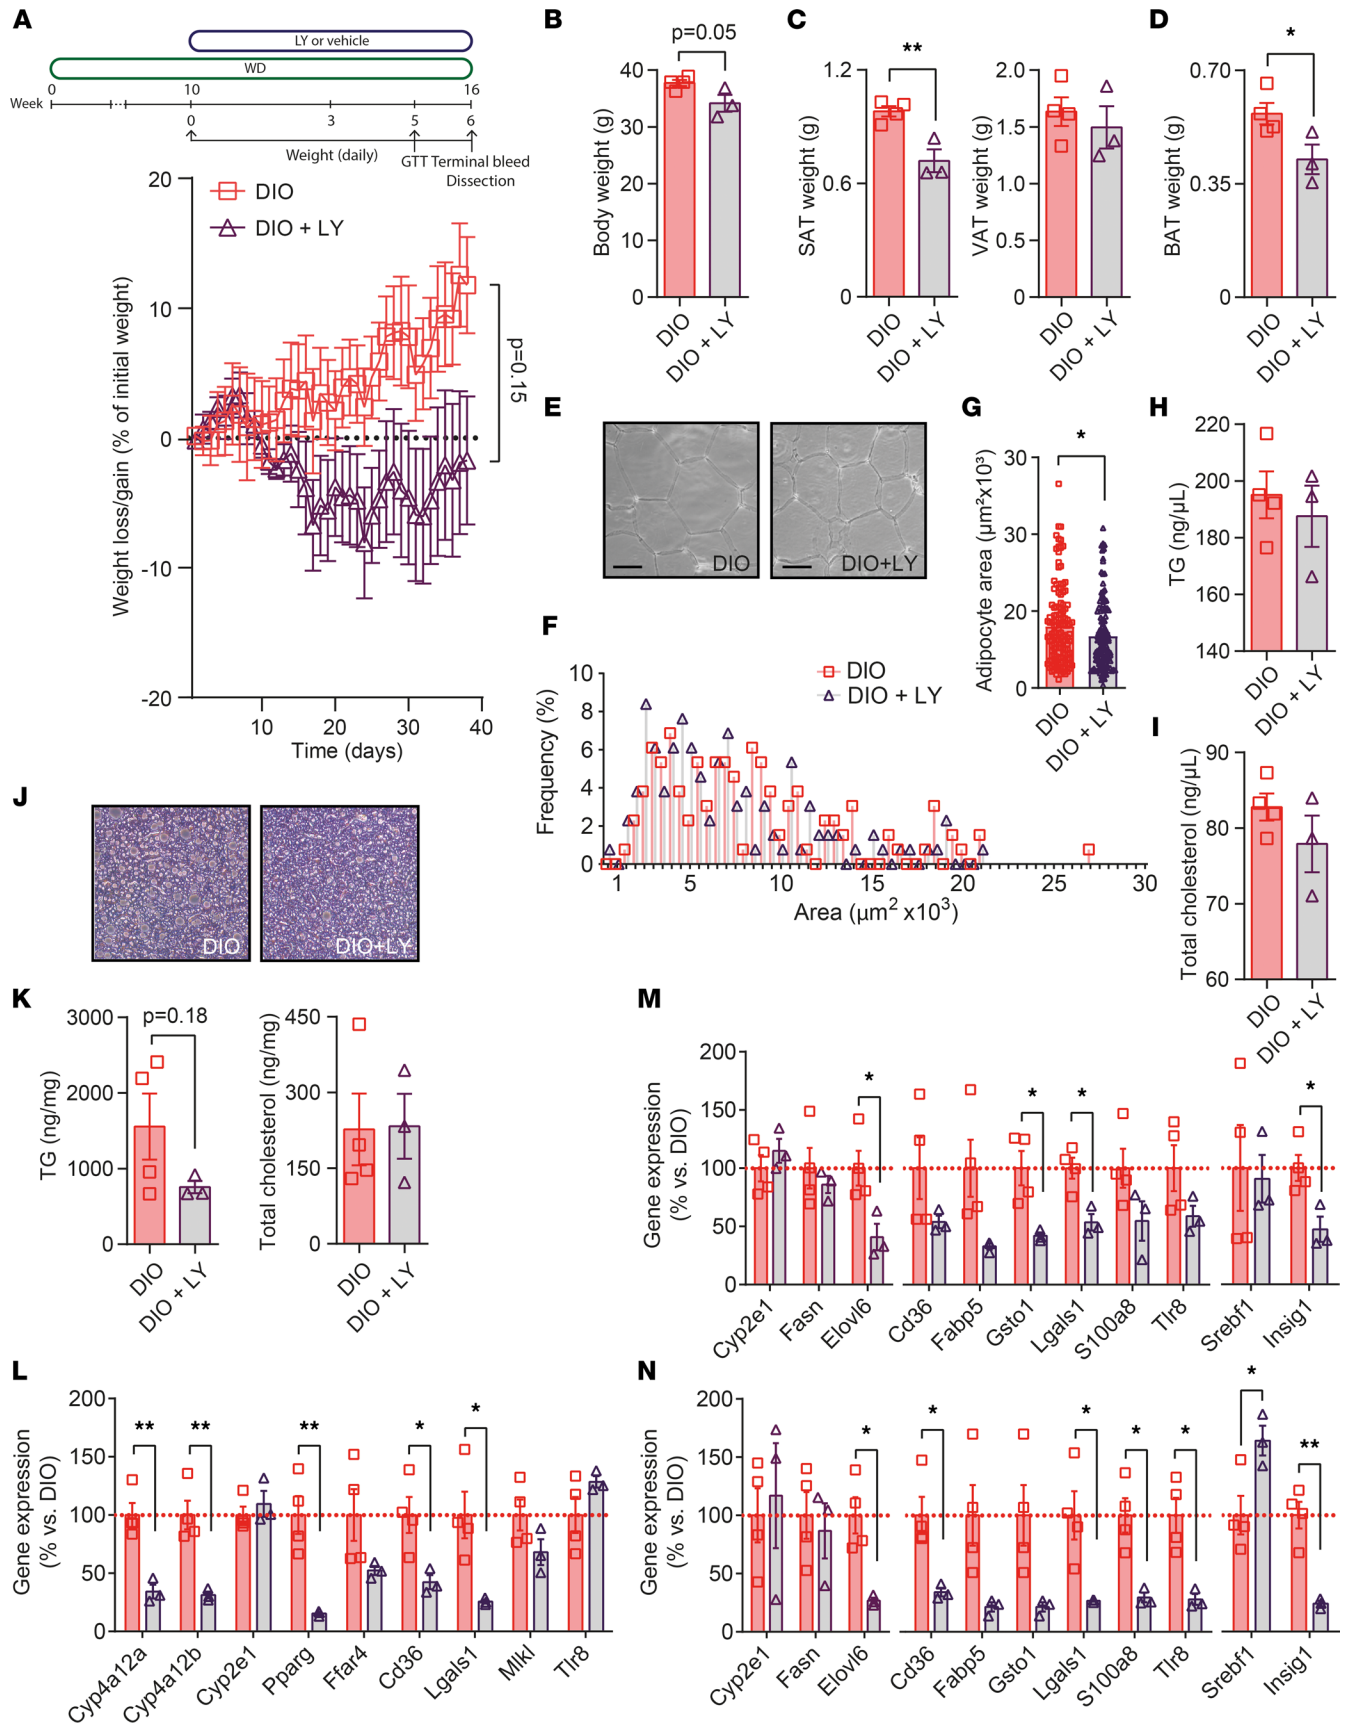 A
LY or vehicle
WD
0 10 16
Week
0 3 5 6
Weight (daily)
GTT Terminal bleed
Dissection
DIO
DIO + LY
20
10
0
-10
-20
Weight loss/gain (% of initial weight)
p=0.15
10 20 30 40
Time (days)
B
p=0.05
Body weight (g)
40
30
20
10
0
DIO
DIO + LY
C
**
SAT weight (g)
1.2
0.6
0
DIO
DIO + LY
VAT weight (g)
2.0
1.5
1.0
0.5
0
DIO
DIO + LY
D
*
BAT weight (g)
0.70
0.35
0
DIO
DIO + LY
E
DIO
DIO+LY
F
DIO
DIO + LY
Frequency (%)
10
8
6
4
2
0
1 5 10 15 20 25 30
Area (µm2 x10³)
G
*
Adipocyte area (µm²x10³)
30
30
20
0
DIO
DIO + LY
H
TG (ng/µL)
220
200
180
160
140
DIO
DIO + LY
I
Total cholesterol (ng/µL)
90
80
70
60
DIO
DIO + LY
J
DIO
DIO+LY
K
p=0.18
TG (ng/mg)
3000
2000
1000
0
DIO
DIO + LY
Total cholesterol (ng/mg)
450
300
150
0
DIO
DIO + LY
M
Gene expression
(% vs. DIO)
200
150
100
50
0
* * * *
Cyp2e1 Fasn Elovl6 Cd36 Fabp5 Gsto1 Lgals1 S100a8 Tlr8 Srebf1 Insig1
L
Gene expression
(% vs. DIO)
200
150
100
50
0
** ** ** * *
Cyp4a12a Cyp4a12b Cyp2e1 Pparg Ffar4 Cd36 Lgals1 Mlkl Tlr8
N
Gene expression
(% vs. DIO)
200
150
100
50
0
* * * * * * **
Cyp2e1 Fasn Elovl6 Cd36 Fabp5 Gsto1 Lgals1 S100a8 Tlr8 Srebf1 Insig1